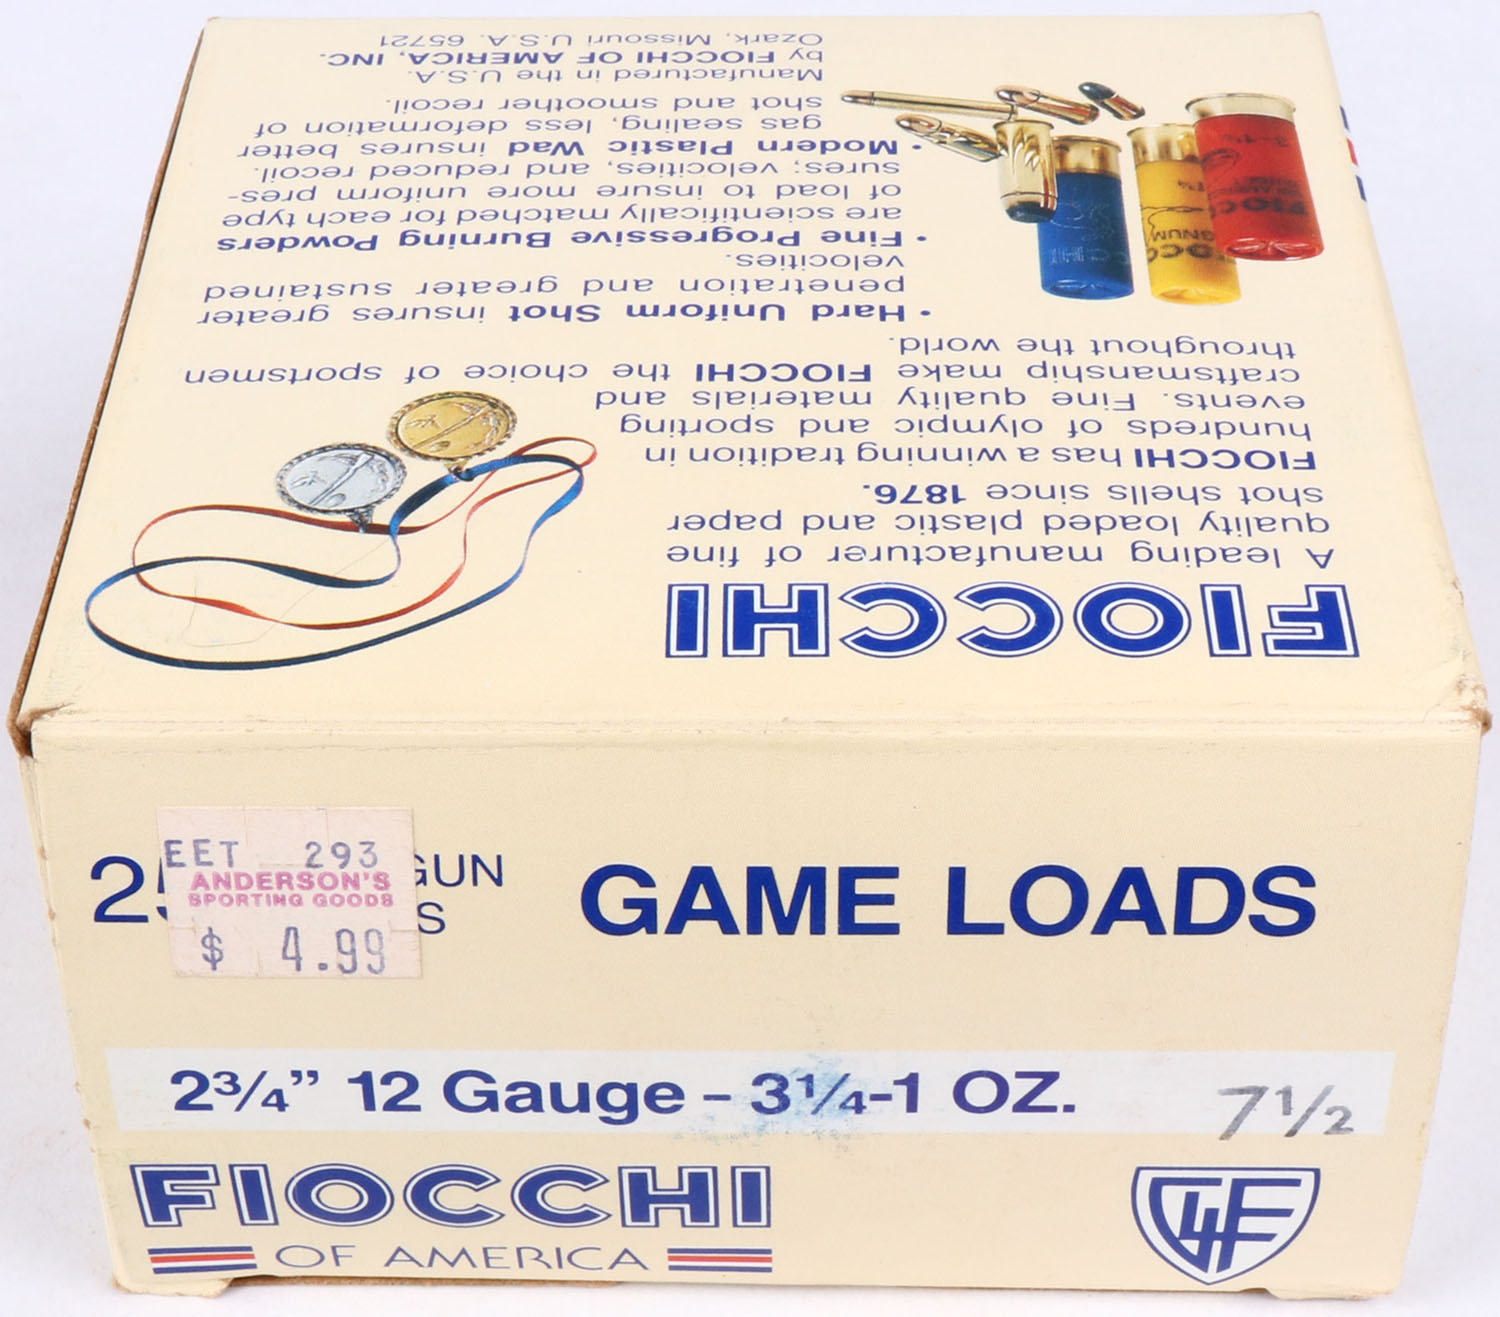 FIOCCHI
A leading manufacturer of fine
quality loaded plastic and paper
shot shells since 1876.
FIOCCHI has a winning tradition in
hundreds of olympic and sporting
events. Fine quality materials and
craftsmanship make FIOCCHI the choice of sportsmen
throughout the world.
• Hard Uniform Shot insures greater
penetration and greater sustained
velocities.
• Fine Progressive Burning Powders
are scientifically matched for each type
of load to insure more uniform pres-
sures; velocities, and reduced recoil.
• Modern Plastic Wad insures better
gas sealing, less deformation of
shot and smoother recoil.
Manufactured in the U.S.A.
by FIOCCHI OF AMERICA, INC.
Ozark, Missouri U.S.A. 65721
EET 293
ANDERSON'S
SPORTING GOODS
$ 4.99
GAME LOADS
2¾” 12 Gauge – 3¼-1 OZ. 7½
FIOCCHI
OF AMERICA
GFL